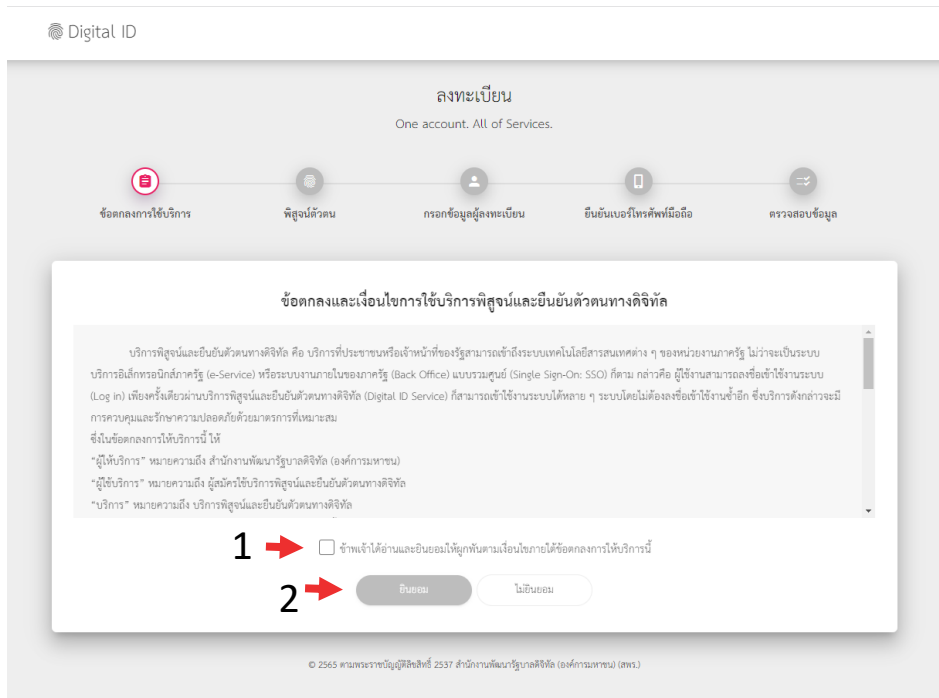 Digital ID
ลงทะเบียน
One account. All of Services.
ข้อตกลงการใช้บริการ
พิสูจน์ตัวตน
กรอกข้อมูลผู้ลงทะเบียน
ยืนยันเบอร์โทรศัพท์มือถือ
ตรวจสอบข้อมูล
ข้อตกลงและเงื่อนไขการใช้บริการพิสูจน์และยืนยันตัวตนทางดิจิทัล
บริการพิสูจน์และยืนยันตัวตนทางดิจิทัล คือ บริการที่ประชาชนหรือเจ้าหน้าที่ของรัฐสามารถเข้าถึงระบบเทคโนโลยีสารสนเทศต่าง ๆ ของหน่วยงานภาครัฐ ไม่ว่าจะเป็นระบบ
บริการอิเล็กทรอนิกส์ภาครัฐ (e-Service) หรือระบบงานภายในของภาครัฐ (Back Office) แบบรวมศูนย์ (Single Sign-On: SSO) ก็ตาม กล่าวคือ ผู้ใช้งานสามารถลงชื่อเข้าใช้งานระบบ
(Log in) เพียงครั้งเดียวผ่านบริการพิสูจน์และยืนยันตัวตนทางดิจิทัล (Digital ID Service) ก็สามารถเข้าใช้งานระบบได้หลาย ๆ ระบบโดยไม่ต้องลงชื่อเข้าใช้งานซ้ำอีก ซึ่งบริการดังกล่าวจะมี
การควบคุมและรักษาความปลอดภัยด้วยมาตรการที่เหมาะสม
ซึ่งในข้อตกลงการให้บริการนี้ ให้
"ผู้ให้บริการ" หมายความถึง สำนักงานพัฒนารัฐบาลดิจิทัล (องค์การมหาชน)
"ผู้ใช้บริการ" หมายความถึง ผู้สมัครใช้บริการพิสูจน์และยืนยันตัวตนทางดิจิทัล
"บริการ" หมายความถึง บริการพิสูจน์และยืนยันตัวตนทางดิจิทัล
1 ข้าพเจ้าได้อ่านและยินยอมให้ผูกพันตามเงื่อนไขภายใต้ข้อตกลงการให้บริการนี้
2 ยินยอม ไม่ยินยอม
© 2565 ตามพระราชบัญญัติลิขสิทธิ์ 2537 สำนักงานพัฒนารัฐบาลดิจิทัล (องค์การมหาชน) (สพร.)